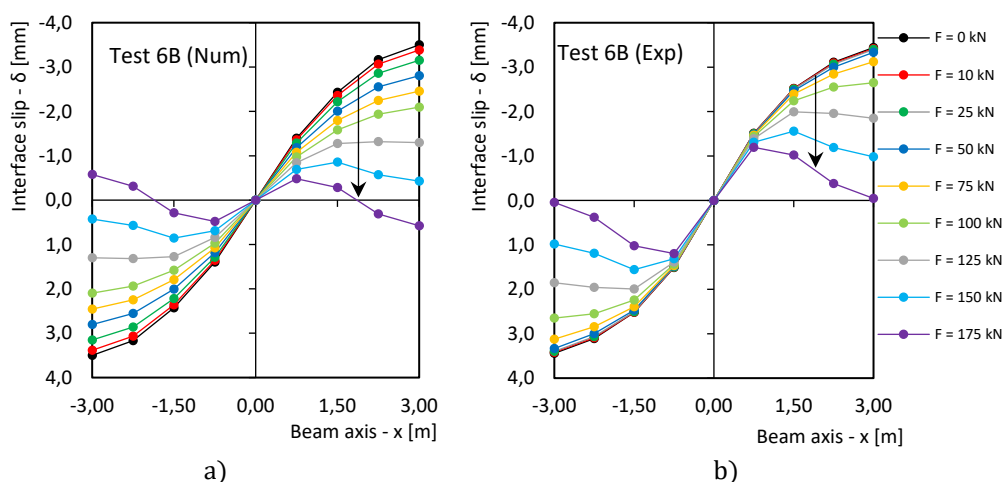 Test 6B (Num)
Interface slip - δ [mm]
-4,0
-3,0
-2,0
-1,0
0,0
1,0
2,0
3,0
4,0
-3,00
-1,50
0,00
1,50
3,00
Beam axis - x [m]
a)
Test 6B (Exp)
Interface slip - δ [mm]
-4,0
-3,0
-2,0
-1,0
0,0
1,0
2,0
3,0
4,0
-3,00
-1,50
0,00
1,50
3,00
Beam axis - x [m]
b)
F = 0 kN
F = 10 kN
F = 25 kN
F = 50 kN
F = 75 kN
F = 100 kN
F = 125 kN
F = 150 kN
F = 175 kN